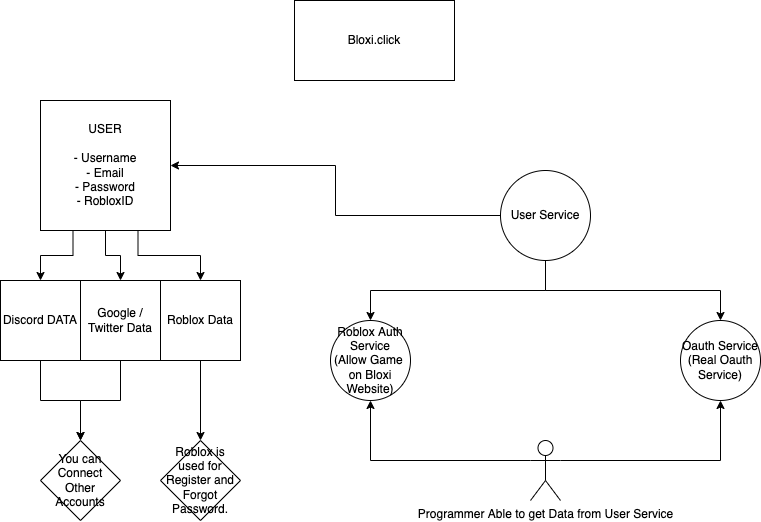 Bloxi.click
USER
- Username
- Email
- Password
- RobloxID
User Service
Discord DATA
Google /
Twitter Data
Roblox Data
Roblox Auth
Service
(Allow Game
on Bloxi
Website)
Oauth Service
(Real Oauth
Service)
You can
Connect
Other
Accounts
Roblox is
used for
Register and
Forgot
Password.
Programmer Able to get Data from User Service